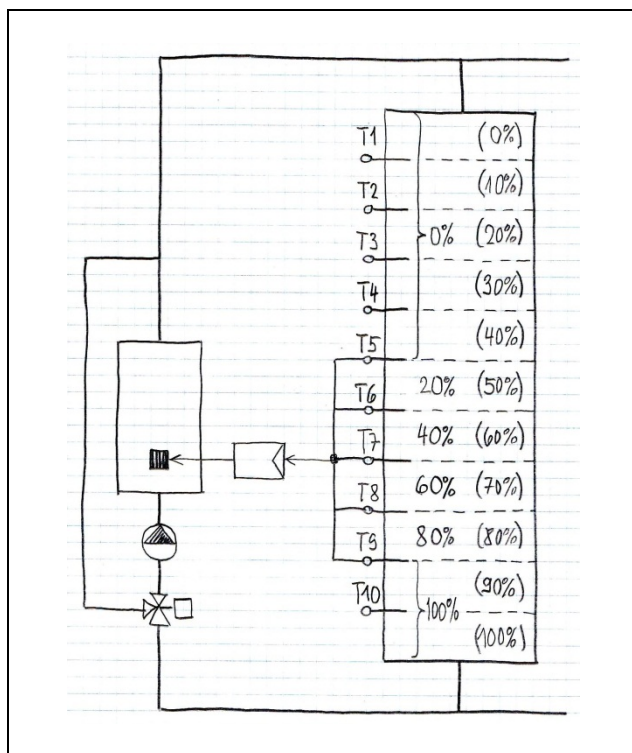 T1 (0%)
T2 (10%)
T3 0% (20%)
T4 (30%)
T5 (40%)
T6 20% (50%)
T7 40% (60%)
T8 60% (70%)
T9 80% (80%)
T10 100% (90%)
(100%)